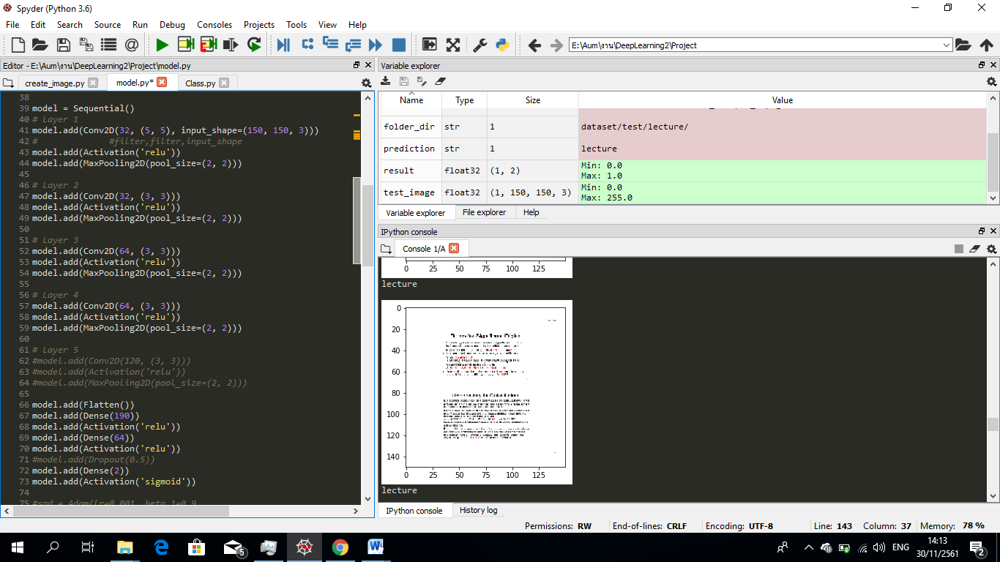 Spyder (Python 3.6)
File Edit Search Source Run Debug Consoles Projects Tools View Help
E:\Aum\งาน\DeepLearning2\Project
Editor - E:\Aum\งาน\DeepLearning2\Project\model.py
create_image.py model.py* Class.py
38
39 model = Sequential()
40 # Layer 1
41 model.add(Conv2D(32, (5, 5), input_shape=(150, 150, 3)))
42 # #filter,filter,input_shape
43 model.add(Activation('relu'))
44 model.add(MaxPooling2D(pool_size=(2, 2)))
45
46 # Layer 2
47 model.add(Conv2D(32, (3, 3)))
48 model.add(Activation('relu'))
49 model.add(MaxPooling2D(pool_size=(2, 2)))
50
51 # Layer 3
52 model.add(Conv2D(64, (3, 3)))
53 model.add(Activation('relu'))
54 model.add(MaxPooling2D(pool_size=(2, 2)))
55
56 # Layer 4
57 model.add(Conv2D(64, (3, 3)))
58 model.add(Activation('relu'))
59 model.add(MaxPooling2D(pool_size=(2, 2)))
60
61 # Layer 5
62 #model.add(Conv2D(120, (3, 3)))
63 #model.add(Activation('relu'))
64 #model.add(MaxPooling2D(pool_size=(2, 2)))
65
66 model.add(Flatten())
67 model.add(Dense(190))
68 model.add(Activation('relu'))
69 model.add(Dense(64))
70 model.add(Activation('relu'))
71 #model.add(Dropout(0.5))
72 model.add(Dense(2))
73 model.add(Activation('sigmoid'))
74
75 #sgd = Adam(lr=0.001, beta_1=0.9
Variable explorer
Name Type Size Value
folder_dir str 1 dataset/test/lecture/
prediction str 1 lecture
result float32 (1, 2) Min: 0.0
Max: 1.0
test_image float32 (1, 150, 150, 3) Min: 0.0
Max: 255.0
Variable explorer File explorer Help
IPython console
Console 1/A
0 25 50 75 100 125
lecture
0
20
40
60
80
100
120
140
0 25 50 75 100 125
lecture
IPython console History log
Permissions: RW End-of-lines: CRLF Encoding: UTF-8 Line: 143 Column: 37 Memory: 78 %
5
ENG
14:13
30/11/2561
2